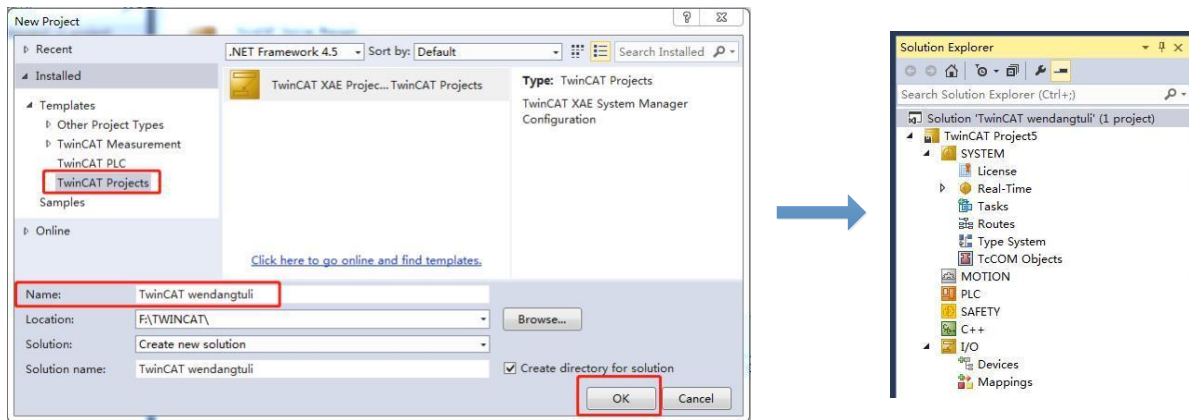 New Project
Recent
.NET Framework 4.5
Sort by: Default
Search Installed
Installed
Templates
Other Project Types
TwinCAT Measurement
TwinCAT PLC
TwinCAT Projects
Samples
Online
TwinCAT XAE Projec... TwinCAT Projects
Type: TwinCAT Projects
TwinCAT XAE System Manager
Configuration
Click here to go online and find templates.
Name: TwinCAT wendangtuli
Location: F:\TWINCAT\
Browse...
Solution: Create new solution
Solution name: TwinCAT wendangtuli
Create directory for solution
OK
Cancel
Solution Explorer
Search Solution Explorer (Ctrl+;)
Solution 'TwinCAT wendangtuli' (1 project)
TwinCAT Project5
SYSTEM
License
Real-Time
Tasks
Routes
Type System
TcCOM Objects
MOTION
PLC
SAFETY
C++
I/O
Devices
Mappings